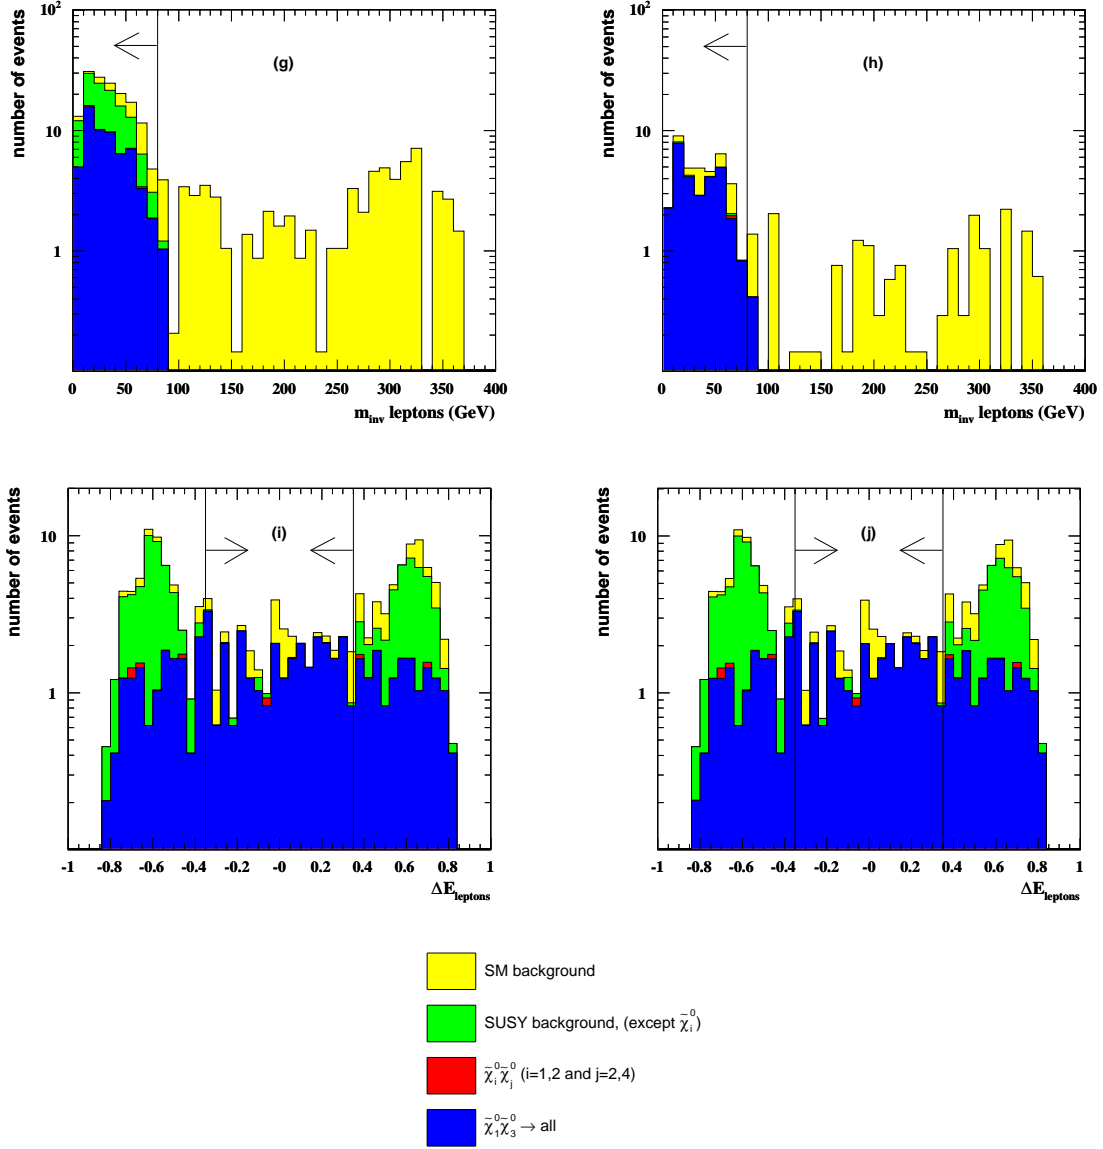 number of events
10²
10
1
(g)
0 50 100 150 200 250 300 350 400
m_inv leptons (GeV)
number of events
10²
10
1
(h)
0 50 100 150 200 250 300 350 400
m_inv leptons (GeV)
number of events
10
1
(i)
-1 -0.8 -0.6 -0.4 -0.2 -0 0.2 0.4 0.6 0.8 1
ΔE_leptons
number of events
10
1
(j)
-1 -0.8 -0.6 -0.4 -0.2 -0 0.2 0.4 0.6 0.8 1
ΔE_leptons
SM background
SUSY background, (except χ̃_i^0)
χ̃_i^0 χ̃_j^0 (i=1,2 and j=2,4)
χ̃_1^0 χ̃_3^0 → all